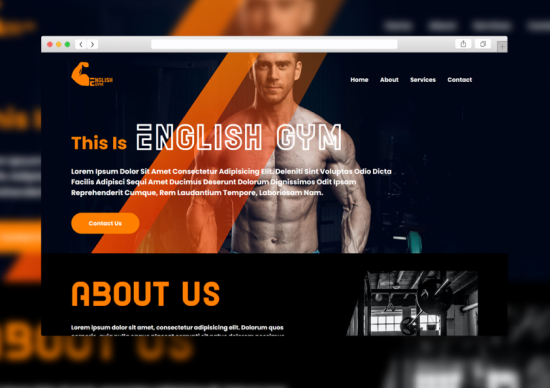 ENGLISH
GYM
Home About Services Contact
This Is ENGLISH GYM
Lorem Ipsum Dolor Sit Amet Consectetur Adipisicing Elit. Deleniti Sint Voluptas Odio Dicta
Facilis Adipisci Sequi Amet Ducimus Deserunt Dolorum Dignissimos Odit Ipsam
Reprehenderit Cumque, Rem Laudantium Tempore, Laboriosam Nam.
Contact Us
ABOUT US
Lorem ipsum dolor sit amet, consectetur adipisicing elit. Dolorum quos